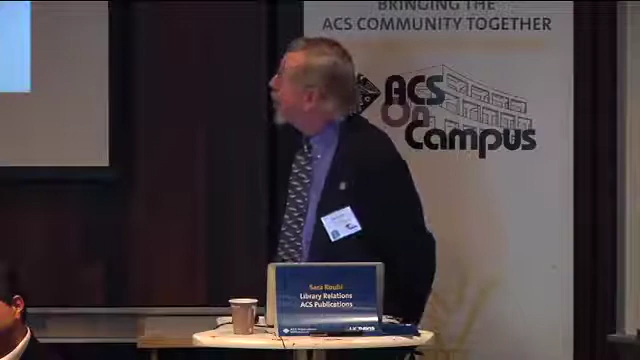 BRINGING THE
ACS COMMUNITY TOGETHER
ACS
On
Campus
Sara Rouhi
Library Relations
ACS Publications